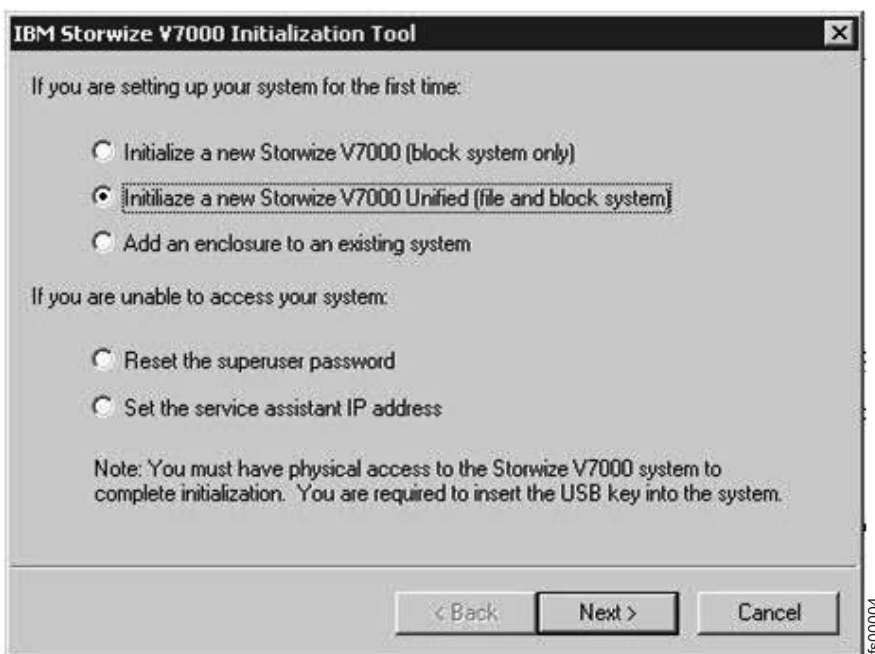 IBM Storwize V7000 Initialization Tool
If you are setting up your system for the first time:
Initialize a new Storwize V7000 (block system only)
Initiliaze a new Storwize V7000 Unified (file and block system)
Add an enclosure to an existing system
If you are unable to access your system:
Reset the superuser password
Set the service assistant IP address
Note: You must have physical access to the Storwize V7000 system to
complete initialization. You are required to insert the USB key into the system.
< Back
Next >
Cancel
fs00004